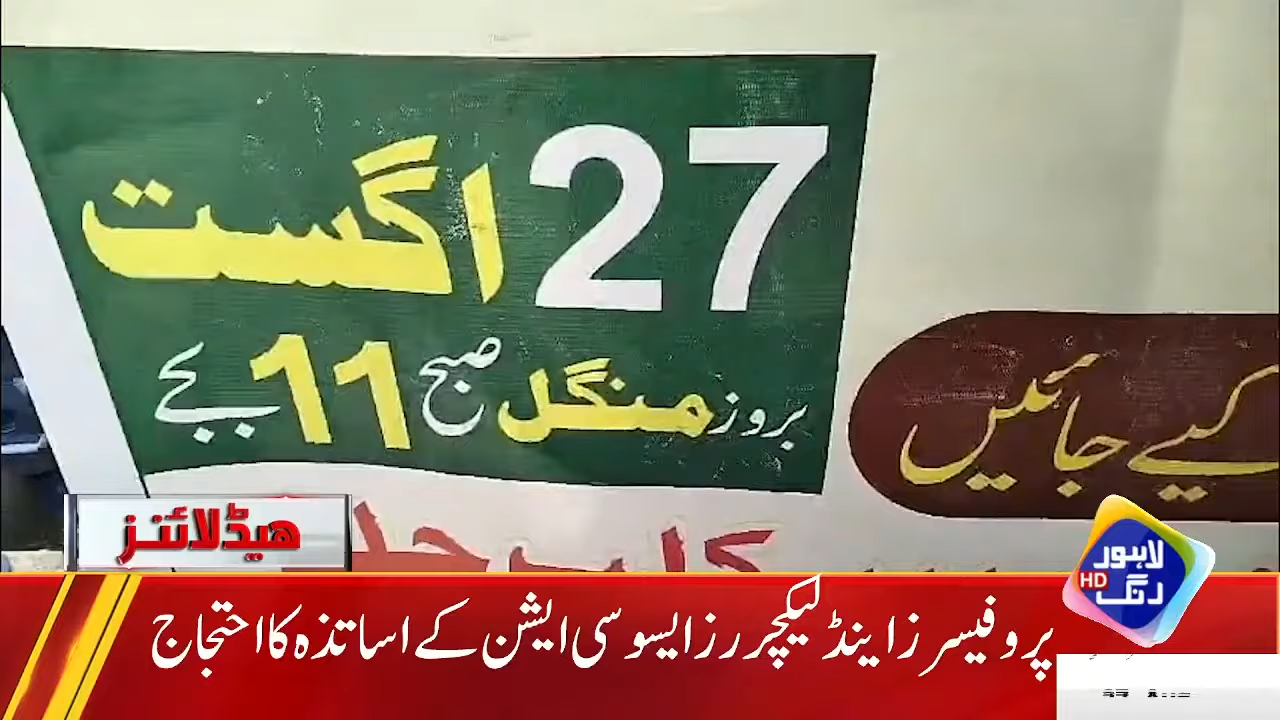 27 اگست
بروز منگل صبح 11 بجے
کیے جائیں
ہیڈلائنز
لاہور
رنگ HD
پروفیسرز اینڈ لیکچررز ایسوسی ایشن کے اساتذہ کا احتجاج